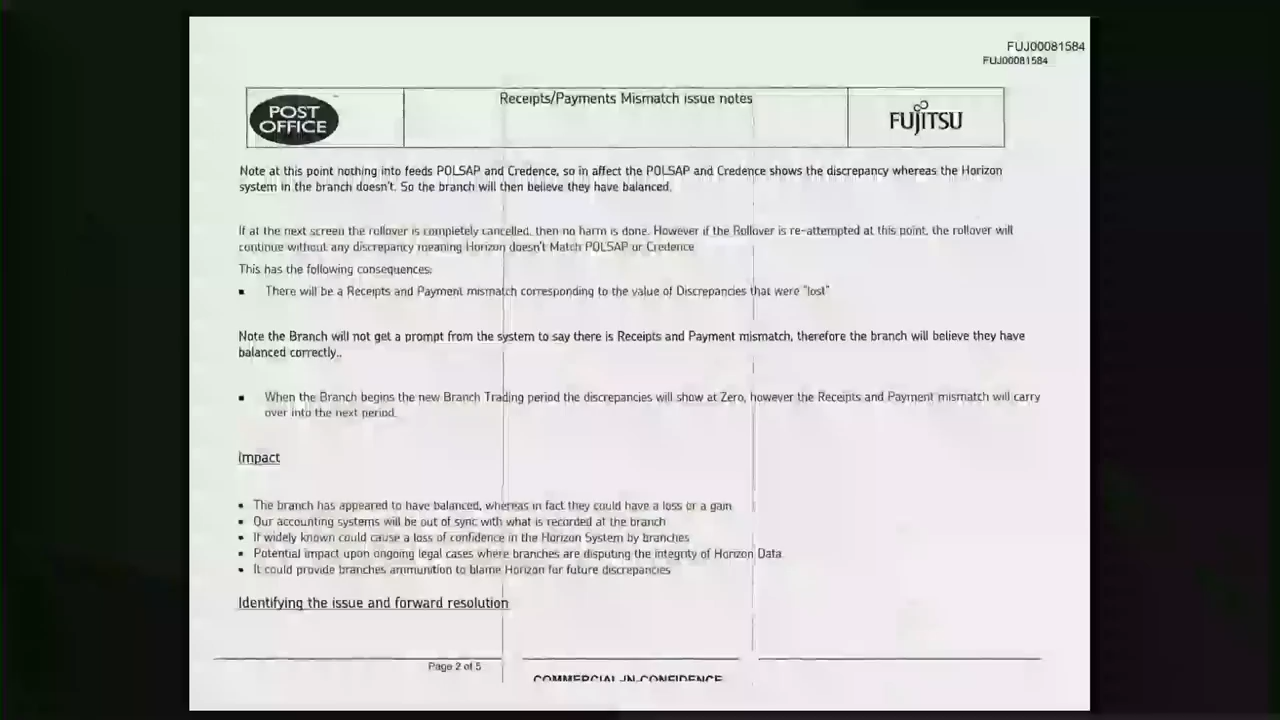 FUJ00081584
FUJ00081584
POST
OFFICE
Receipts/Payments Mismatch issue notes
FUJITSU
Note at this point nothing into feeds POLSAP and Credence, so in affect the POLSAP and Credence shows the discrepancy whereas the Horizon
system in the branch doesn't. So the branch will then believe they have balanced.
If at the next screen the rollover is completely cancelled, then no harm is done. However if the Rollover is re-attempted at this point, the rollover will
continue without any discrepancy meaning Horizon doesn't Match POLSAP or Credence
This has the following consequences:
▪ There will be a Receipts and Payment mismatch corresponding to the value of Discrepancies that were "lost"
Note the Branch will not get a prompt from the system to say there is Receipts and Payment mismatch, therefore the branch will believe they have
balanced correctly..
▪ When the Branch begins the new Branch Trading period the discrepancies will show at Zero, however the Receipts and Payment mismatch will carry
over into the next period.
Impact
• The branch has appeared to have balanced, whereas in fact they could have a loss or a gain
• Our accounting systems will be out of sync with what is recorded at the branch
• If widely known could cause a loss of confidence in the Horizon System by branches
• Potential impact upon ongoing legal cases where branches are disputing the integrity of Horizon Data
• It could provide branches ammunition to blame Horizon for future discrepancies
Identifying the issue and forward resolution
Page 2 of 5
COMMERCIAL-IN-CONFIDENCE